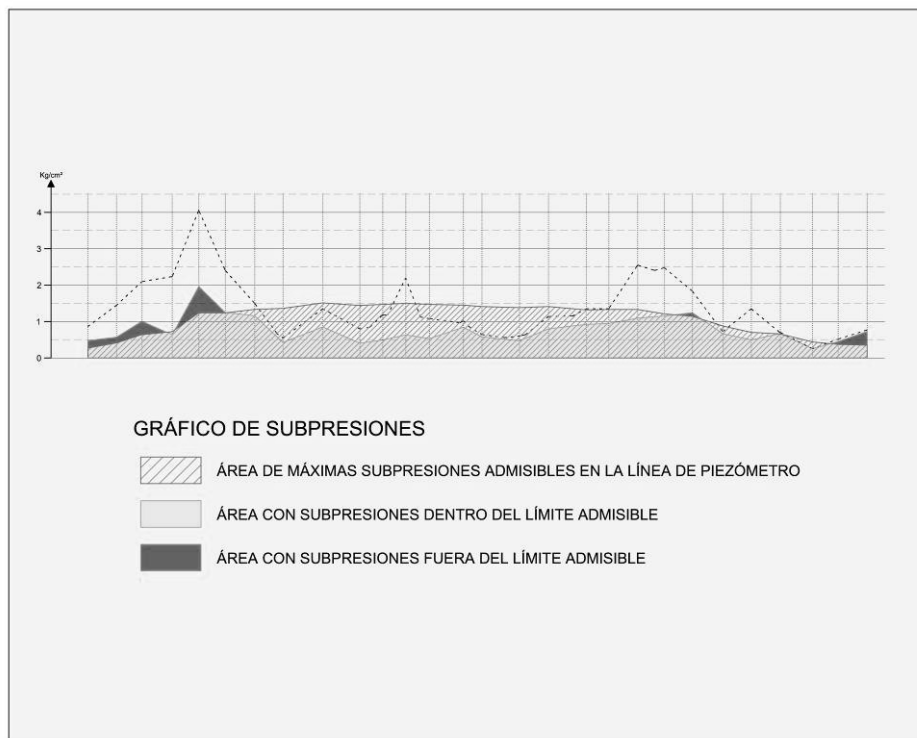 Kg/cm²
4
3
2
1
0
GRÁFICO DE SUBPRESIONES
ÁREA DE MÁXIMAS SUBPRESIONES ADMISIBLES EN LA LÍNEA DE PIEZÓMETRO
ÁREA CON SUBPRESIONES DENTRO DEL LÍMITE ADMISIBLE
ÁREA CON SUBPRESIONES FUERA DEL LÍMITE ADMISIBLE